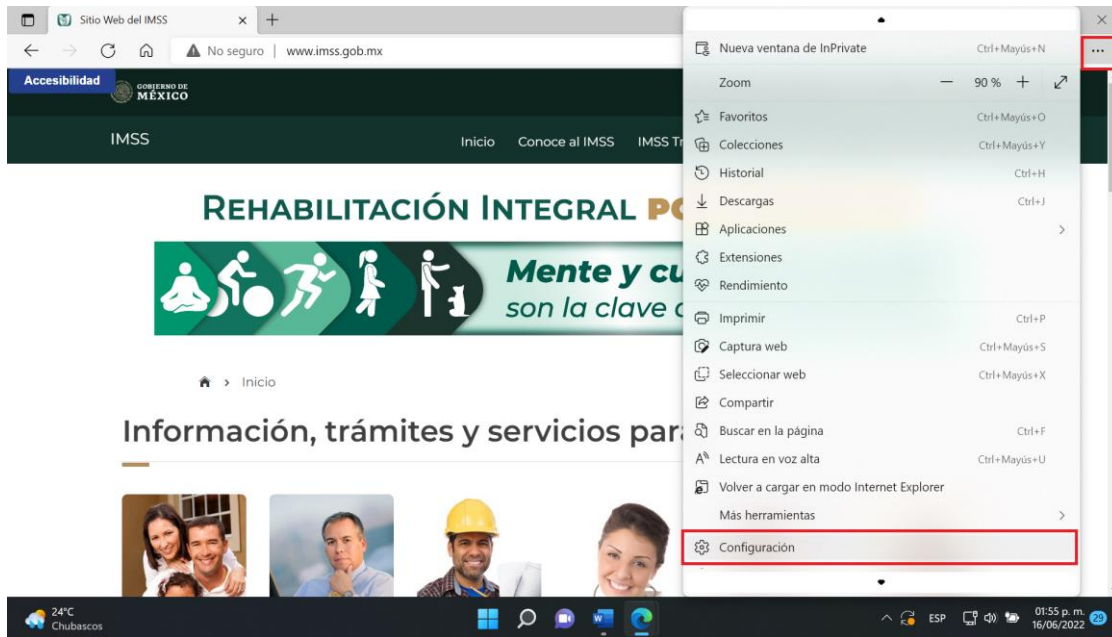 Sitio Web del IMSS
No seguro | www.imss.gob.mx
Accesibilidad
GOBIERNO DE
MÉXICO
IMSS
Inicio
Conoce al IMSS
IMSS Tr
REHABILITACIÓN INTEGRAL
Mente y cu
son la clave
Inicio
Información, trámites y servicios par
Nueva ventana de InPrivate Ctrl+Mayús+N
Zoom — 90 % +
Favoritos Ctrl+Mayús+O
Colecciones Ctrl+Mayús+Y
Historial Ctrl+H
Descargas Ctrl+J
Aplicaciones
Extensiones
Rendimiento
Imprimir Ctrl+P
Captura web Ctrl+Mayús+S
Seleccionar web Ctrl+Mayús+X
Compartir
Buscar en la página Ctrl+F
Lectura en voz alta Ctrl+Mayús+U
Volver a cargar en modo Internet Explorer
Más herramientas
Configuración
24°C
Chubascos
ESP
01:55 p. m.
16/06/2022
29